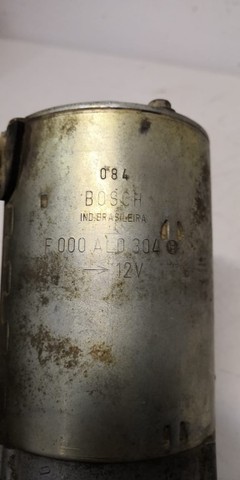 084
BOSCH
IND.BRASILEIRA
F 000 AL0 304
→ 12V